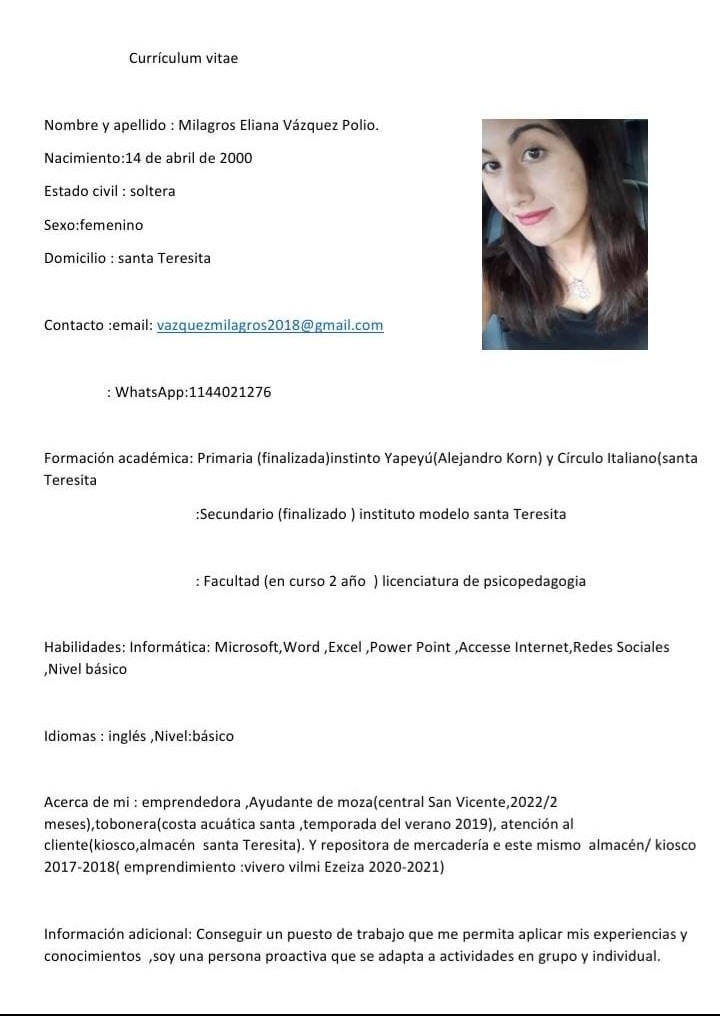 Currículum vitae
Nombre y apellido : Milagros Eliana Vázquez Polio.
Nacimiento:14 de abril de 2000
Estado civil : soltera
Sexo:femenino
Domicilio : santa Teresita
Contacto :email: vazquezmilagros2018@gmail.com
: WhatsApp:1144021276
Formación académica: Primaria (finalizada)instinto Yapeyú(Alejandro Korn) y Círculo Italiano(santa
Teresita
:Secundario (finalizado ) instituto modelo santa Teresita
: Facultad (en curso 2 año  ) licenciatura de psicopedagogia
Habilidades: Informática: Microsoft,Word ,Excel ,Power Point ,Accesse Internet,Redes Sociales
,Nivel básico
Idiomas : inglés ,Nivel:básico
Acerca de mi : emprendedora ,Ayudante de moza(central San Vicente,2022/2
meses),tobonera(costa acuática santa ,temporada del verano 2019), atención al
cliente(kiosco,almacén  santa Teresita). Y repositora de mercadería e este mismo  almacén/ kiosco
2017-2018( emprendimiento :vivero vilmi Ezeiza 2020-2021)
Información adicional: Conseguir un puesto de trabajo que me permita aplicar mis experiencias y
conocimientos  ,soy una persona proactiva que se adapta a actividades en grupo y individual.